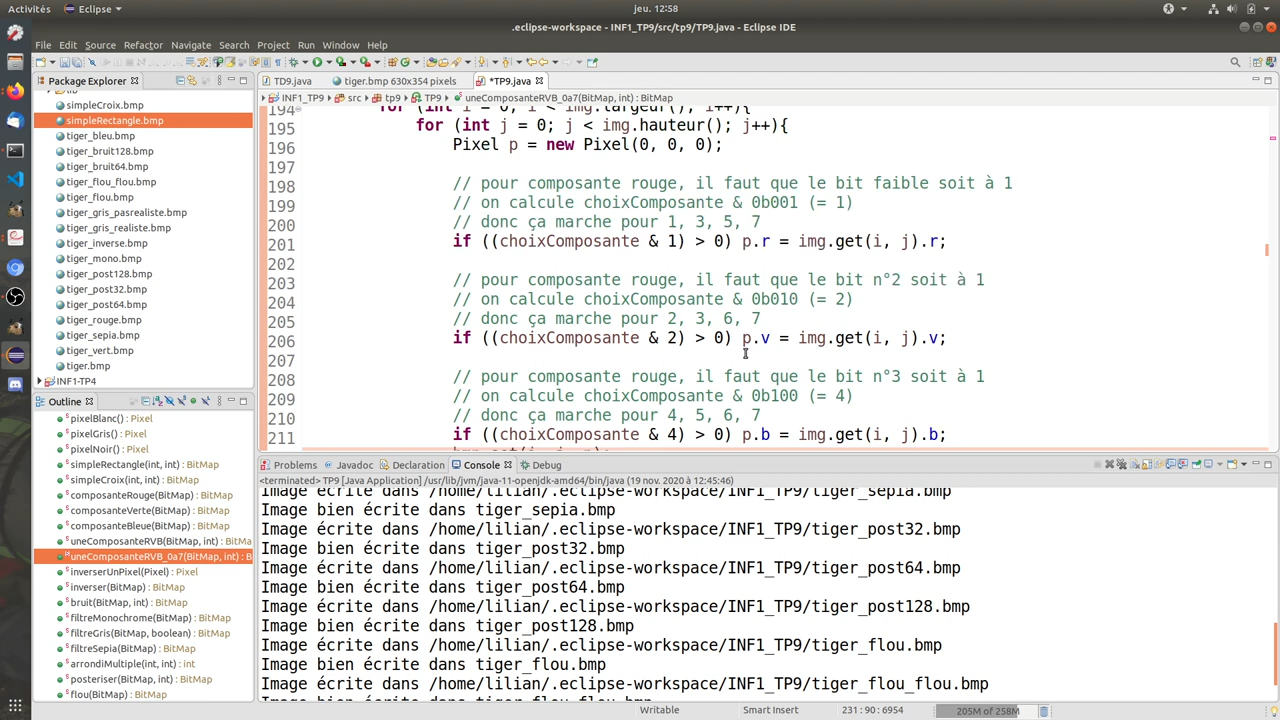 Activités
Eclipse
jeu. 12:58
.eclipse-workspace - INF1_TP9/src/tp9/TP9.java - Eclipse IDE
File Edit Source Refactor Navigate Search Project Run Window Help
Package Explorer
simpleCroix.bmp
simpleRectangle.bmp
tiger_bleu.bmp
tiger_bruit128.bmp
tiger_bruit64.bmp
tiger_flou_flou.bmp
tiger_flou.bmp
tiger_gris_pasrealiste.bmp
tiger_gris_realiste.bmp
tiger_inverse.bmp
tiger_mono.bmp
tiger_post128.bmp
tiger_post32.bmp
tiger_post64.bmp
tiger_rouge.bmp
tiger_sepia.bmp
tiger_vert.bmp
tiger.bmp
INF1-TP4
Outline
pixelBlanc() : Pixel
pixelGris() : Pixel
pixelNoir() : Pixel
simpleRectangle(int, int) : BitMap
simpleCroix(int, int) : BitMap
composanteRouge(BitMap) : BitMap
composanteVerte(BitMap) : BitMap
composanteBleue(BitMap) : BitMap
uneComposanteRVB(BitMap, int) : BitMa
uneComposanteRVB_0a7(BitMap, int) : B
inverserUnPixel(Pixel) : Pixel
inverser(BitMap) : BitMap
bruit(BitMap, int) : BitMap
filtreMonochrome(BitMap) : BitMap
filtreGris(BitMap, boolean) : BitMap
filtreSepia(BitMap) : BitMap
arrondiMultiple(int, int) : int
posteriser(BitMap, int) : BitMap
flou(BitMap) : BitMap
TD9.java tiger.bmp 630x354 pixels *TP9.java
INF1_TP9 src tp9 TP9 uneComposanteRVB_0a7(BitMap, int) : BitMap
194 for (int i = 0; i < img.largeur(); i++){
195 for (int j = 0; j < img.hauteur(); j++){
196 Pixel p = new Pixel(0, 0, 0);
197
198 // pour composante rouge, il faut que le bit faible soit à 1
199 // on calcule choixComposante & 0b001 (= 1)
200 // donc ça marche pour 1, 3, 5, 7
201 if ((choixComposante & 1) > 0) p.r = img.get(i, j).r;
202
203 // pour composante rouge, il faut que le bit n°2 soit à 1
204 // on calcule choixComposante & 0b010 (= 2)
205 // donc ça marche pour 2, 3, 6, 7
206 if ((choixComposante & 2) > 0) p.v = img.get(i, j).v;
207
208 // pour composante rouge, il faut que le bit n°3 soit à 1
209 // on calcule choixComposante & 0b100 (= 4)
210 // donc ça marche pour 4, 5, 6, 7
211 if ((choixComposante & 4) > 0) p.b = img.get(i, j).b;
Problems Javadoc Declaration Console Debug
<terminated> TP9 [Java Application] /usr/lib/jvm/java-11-openjdk-amd64/bin/java (19 nov. 2020 à 12:45:46)
Image écrite dans /home/lilian/.eclipse-workspace/INF1_TP9/tiger_sepia.bmp
Image bien écrite dans tiger_sepia.bmp
Image écrite dans /home/lilian/.eclipse-workspace/INF1_TP9/tiger_post32.bmp
Image bien écrite dans tiger_post32.bmp
Image écrite dans /home/lilian/.eclipse-workspace/INF1_TP9/tiger_post64.bmp
Image bien écrite dans tiger_post64.bmp
Image écrite dans /home/lilian/.eclipse-workspace/INF1_TP9/tiger_post128.bmp
Image bien écrite dans tiger_post128.bmp
Image écrite dans /home/lilian/.eclipse-workspace/INF1_TP9/tiger_flou.bmp
Image bien écrite dans tiger_flou.bmp
Image écrite dans /home/lilian/.eclipse-workspace/INF1_TP9/tiger_flou_flou.bmp
Image bien écrite dans tiger_flou_flou.bmp
Writable Smart Insert 231 : 90 : 6954 205M of 258M